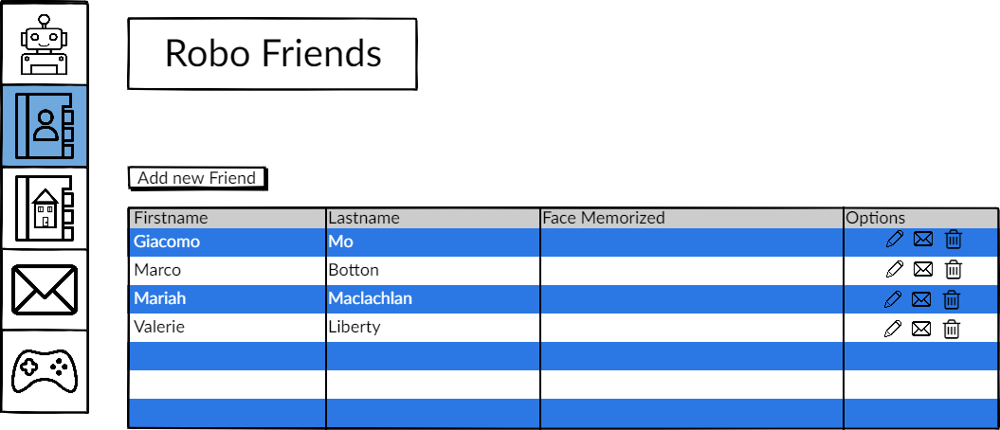 Robo Friends
Add new Friend
Firstname Lastname Face Memorized Options
Giacomo Mo
Marco Botton
Mariah Maclachlan
Valerie Liberty